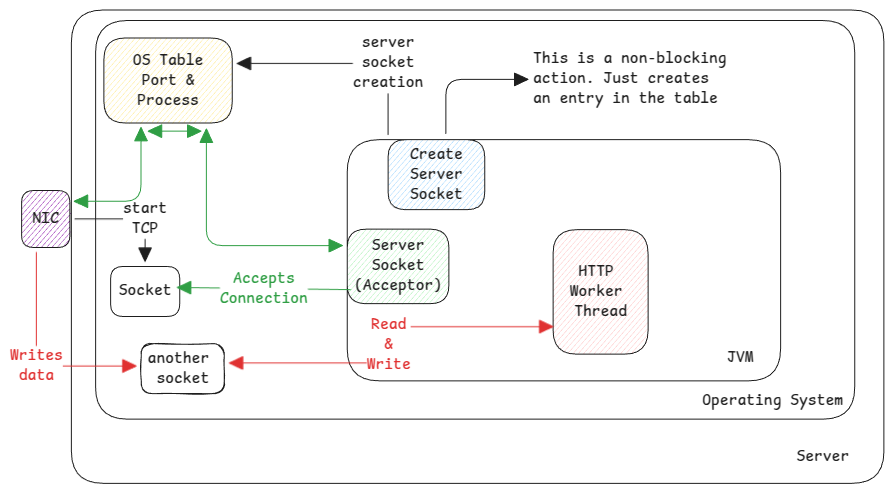 OS Table
Port &
Process
server
socket
creation
This is a non-blocking
action. Just creates
an entry in the table
Create
Server
Socket
NIC
start
TCP
Server
Socket
(Acceptor)
HTTP
Worker
Thread
Socket
Accepts
Connection
Read
&
Write
Writes
data
another
socket
JVM
Operating System
Server